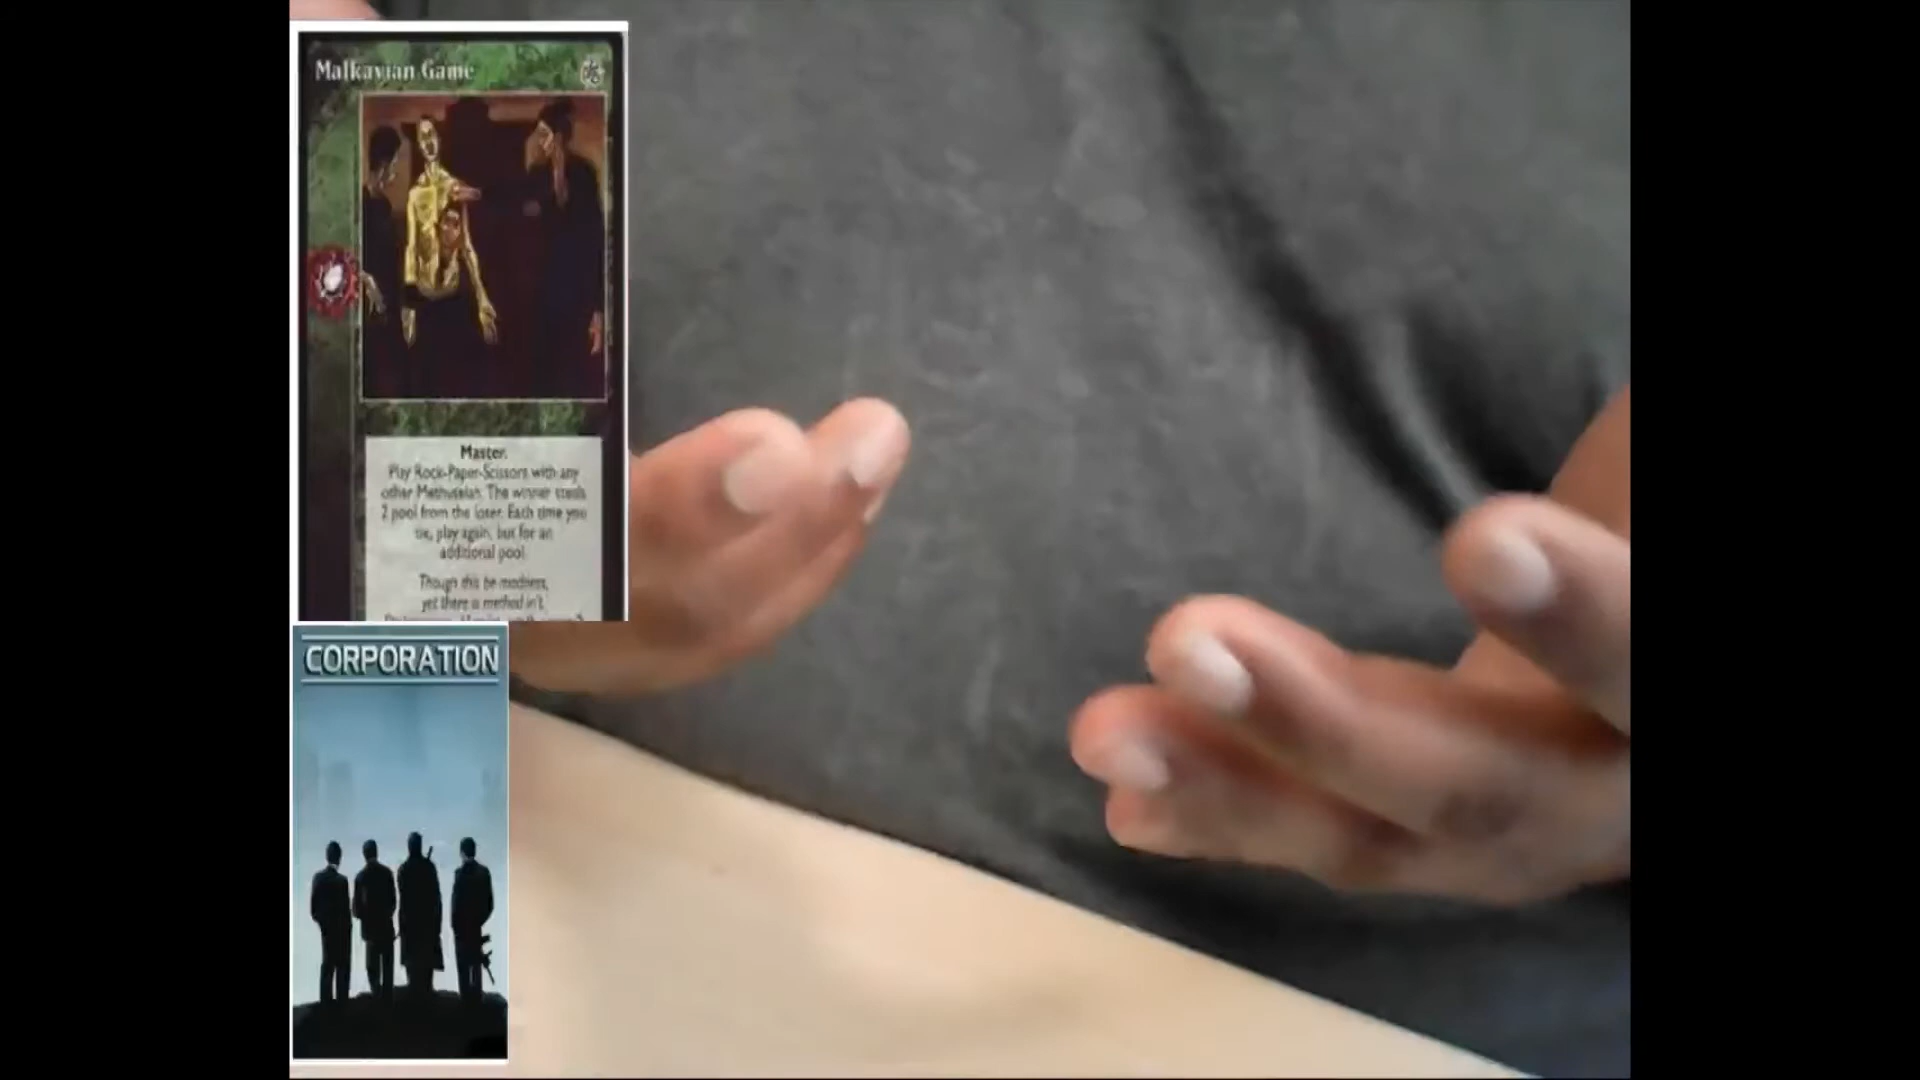 Malkavian Game
Master.
Play Rock-Paper-Scissors with any
other Methuselah. The winner steals
2 pool from the loser. Each time you
tie, play again, but for an
additional pool.
Though this be madness,
yet there is method in't.
CORPORATION